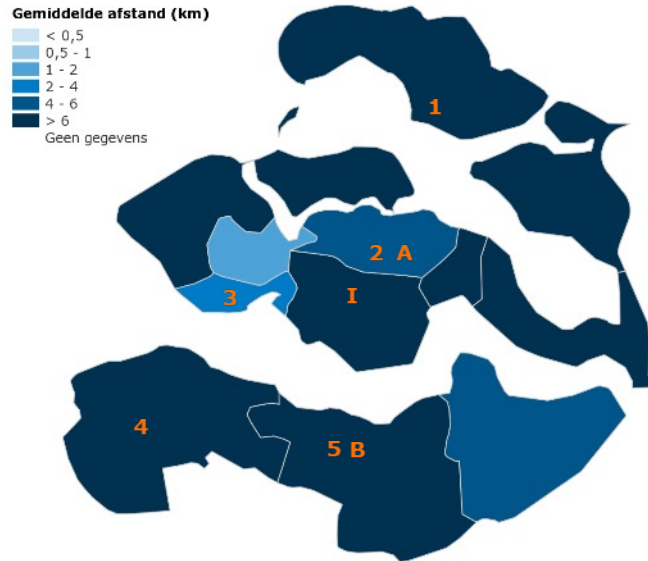 Gemiddelde afstand (km)
< 0,5
0,5 - 1
1 - 2
2 - 4
4 - 6
> 6
Geen gegevens
1
2 A
3
I
4
5 B